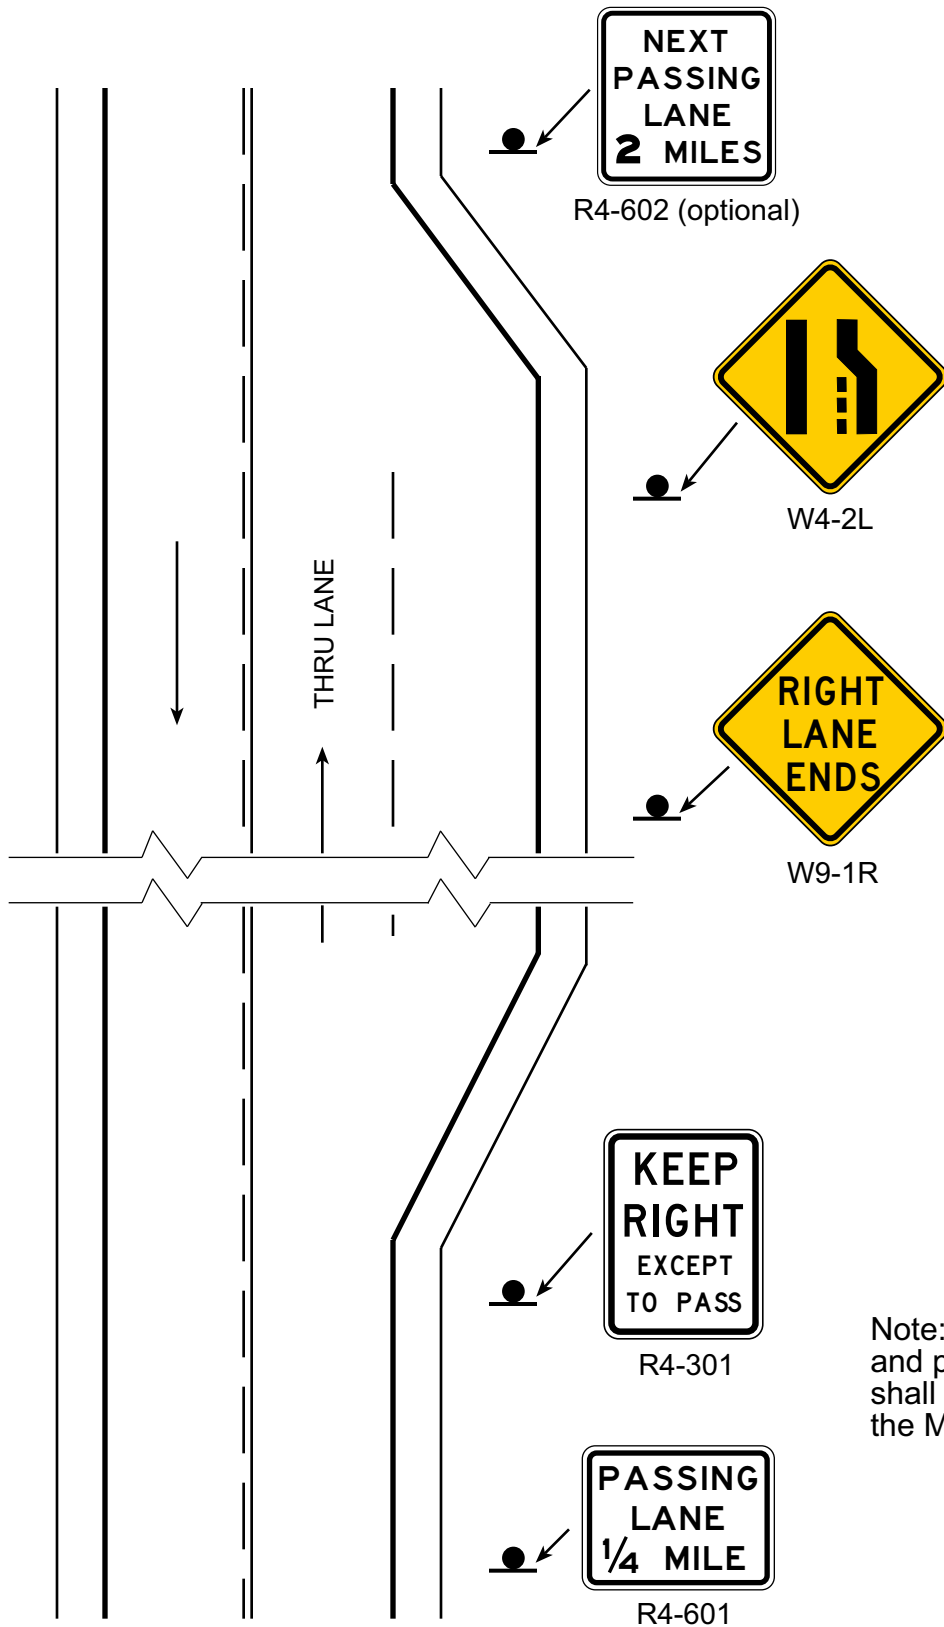 NEXT
PASSING
LANE
2 MILES
R4-602 (optional)
W4-2L
THRU LANE
RIGHT
LANE
ENDS
W9-1R
KEEP
RIGHT
EXCEPT
TO PASS
R4-301
Note:
and p
shall
the M
PASSING
LANE
1/4 MILE
R4-601